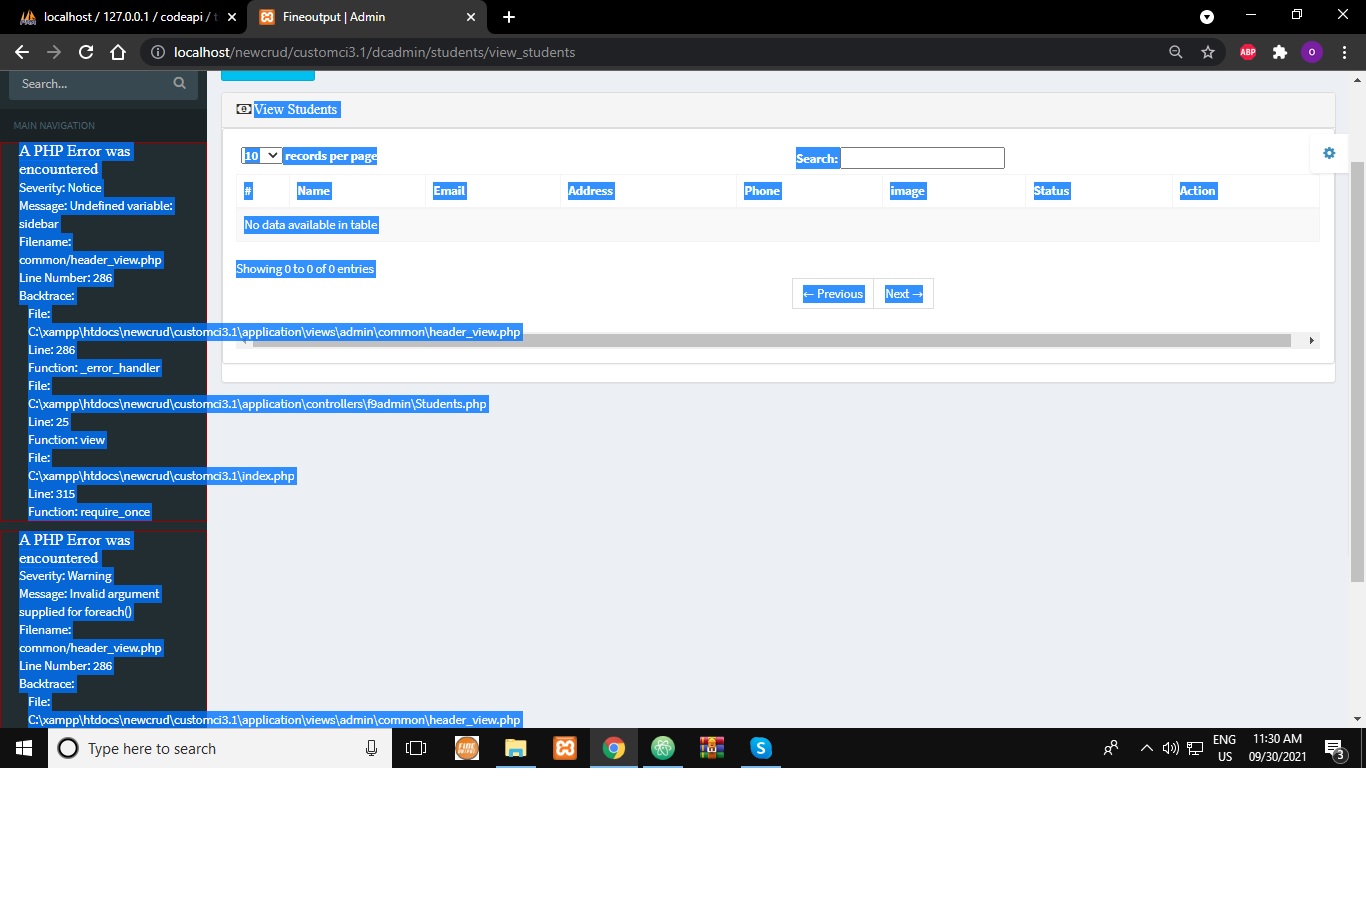 localhost / 127.0.0.1 / codeapi / t
Fineoutput | Admin
localhost/newcrud/customci3.1/dcadmin/students/view_students
ABP
O
Search...
MAIN NAVIGATION
A PHP Error was
encountered
Severity: Notice
Message: Undefined variable:
sidebar
Filename:
common/header_view.php
Line Number: 286
Backtrace:
File:
C:\xampp\htdocs\newcrud\customci3.1\application\views\admin\common\header_view.php
Line: 286
Function: _error_handler
File:
C:\xampp\htdocs\newcrud\customci3.1\application\controllers\f9admin\Students.php
Line: 25
Function: view
File:
C:\xampp\htdocs\newcrud\customci3.1\index.php
Line: 315
Function: require_once
A PHP Error was
encountered
Severity: Warning
Message: Invalid argument
supplied for foreach()
Filename:
common/header_view.php
Line Number: 286
Backtrace:
File:
C:\xampp\htdocs\newcrud\customci3.1\application\views\admin\common\header_view.php
View Students
10 records per page
Search:
# Name Email Address Phone image Status Action
No data available in table
Showing 0 to 0 of 0 entries
← Previous Next →
Type here to search
ENG
US
11:30 AM
09/30/2021
3